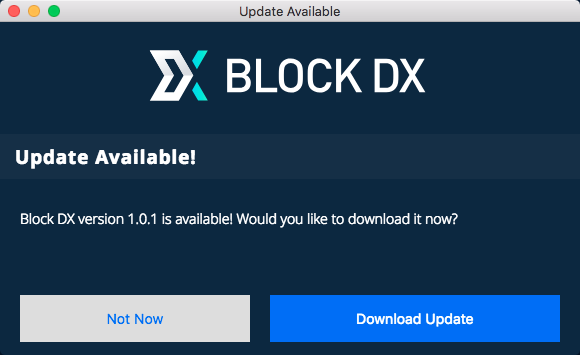 Update Available
BLOCK DX
Update Available!
Block DX version 1.0.1 is available! Would you like to download it now?
Not Now
Download Update